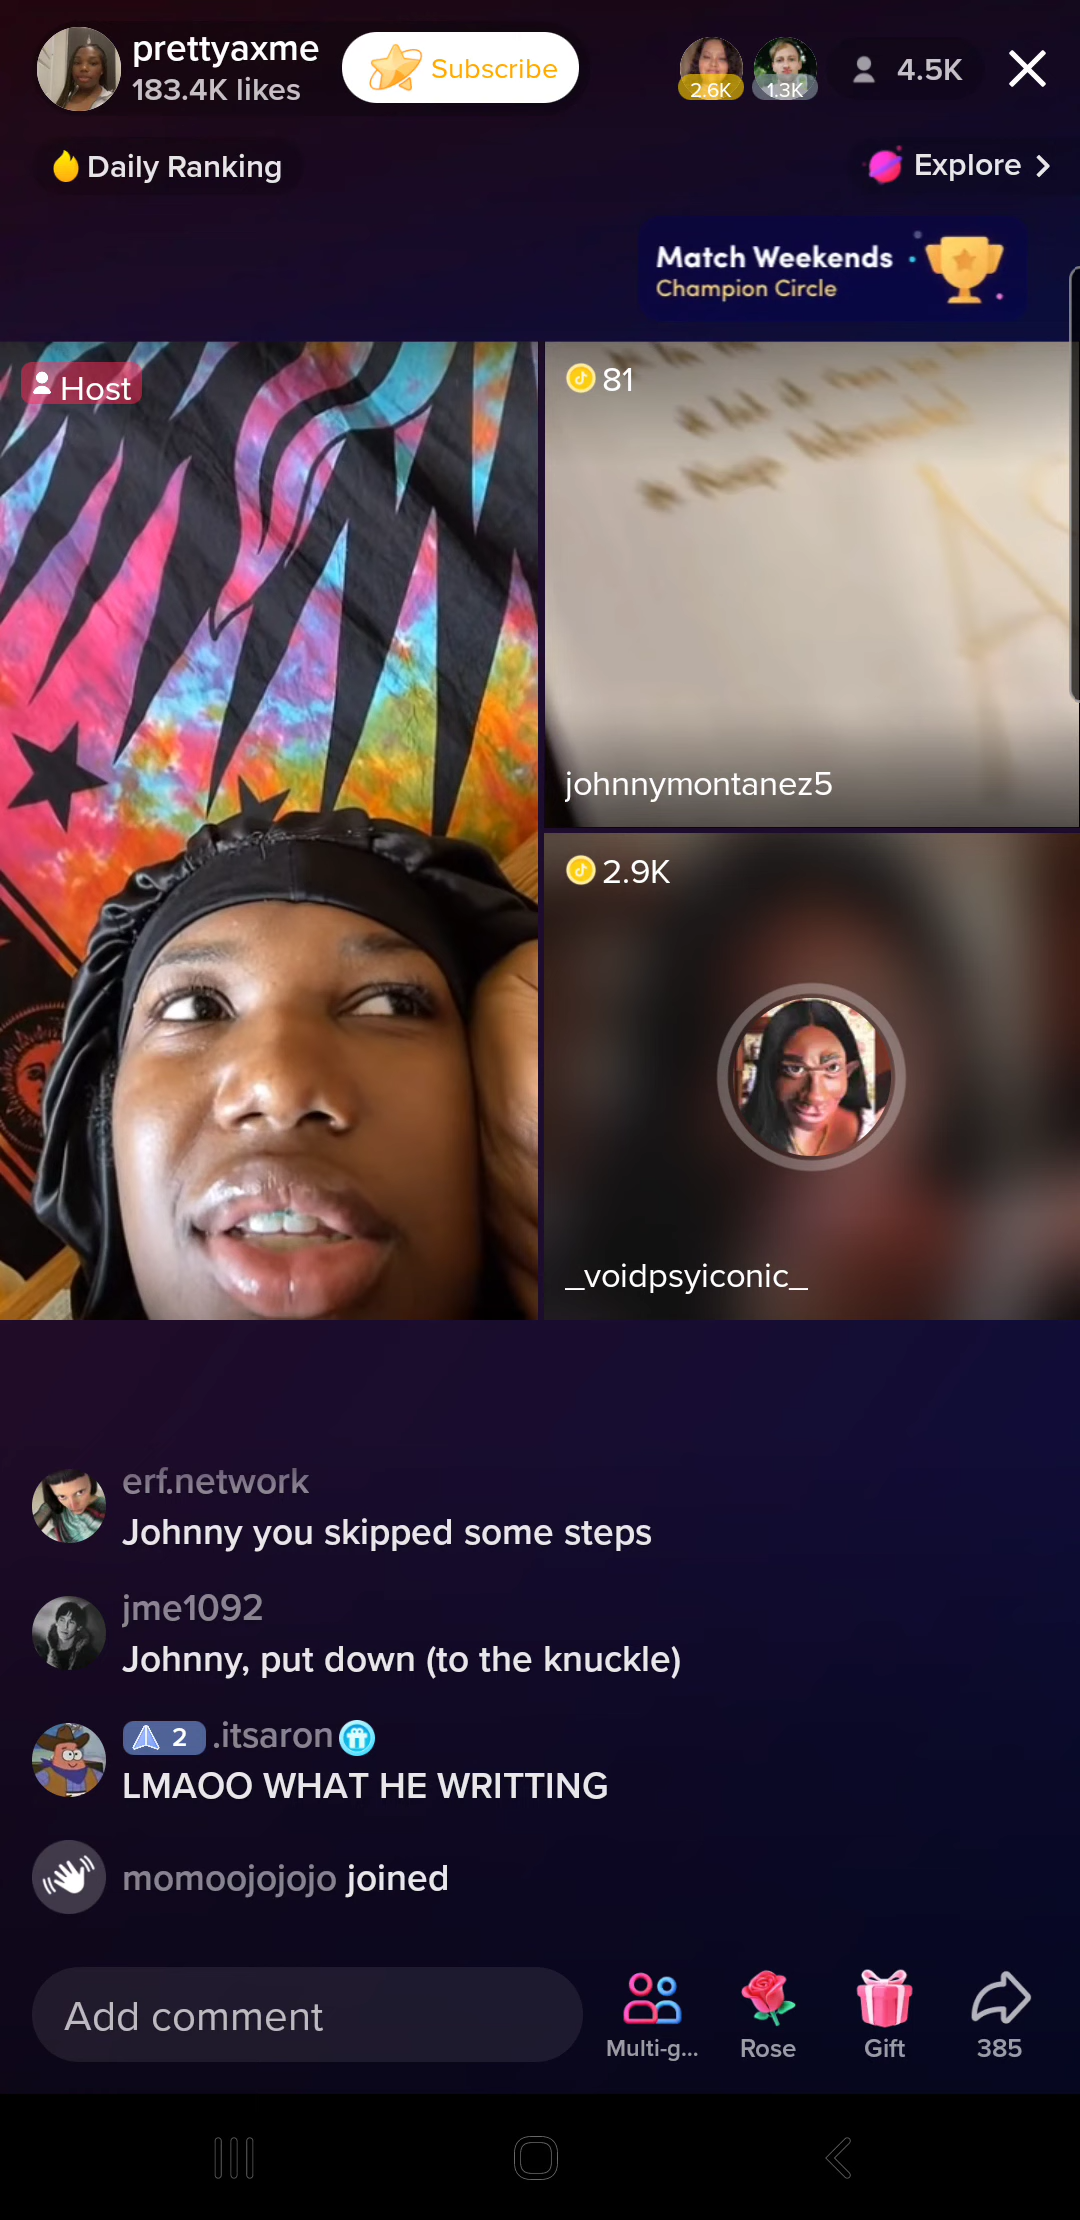 prettyaxme
183.4K likes
Subscribe
2.6K
1.3K
4.5K
Daily Ranking
Explore
Match Weekends
Champion Circle
Host
81
johnnymontanez5
2.9K
_voidpsyiconic_
erf.network
Johnny you skipped some steps
jme1092
Johnny, put down (to the knuckle)
2 .itsaron
LMAOO WHAT HE WRITTING
momoojojojo joined
Add comment
Multi-g...
Rose
Gift
385